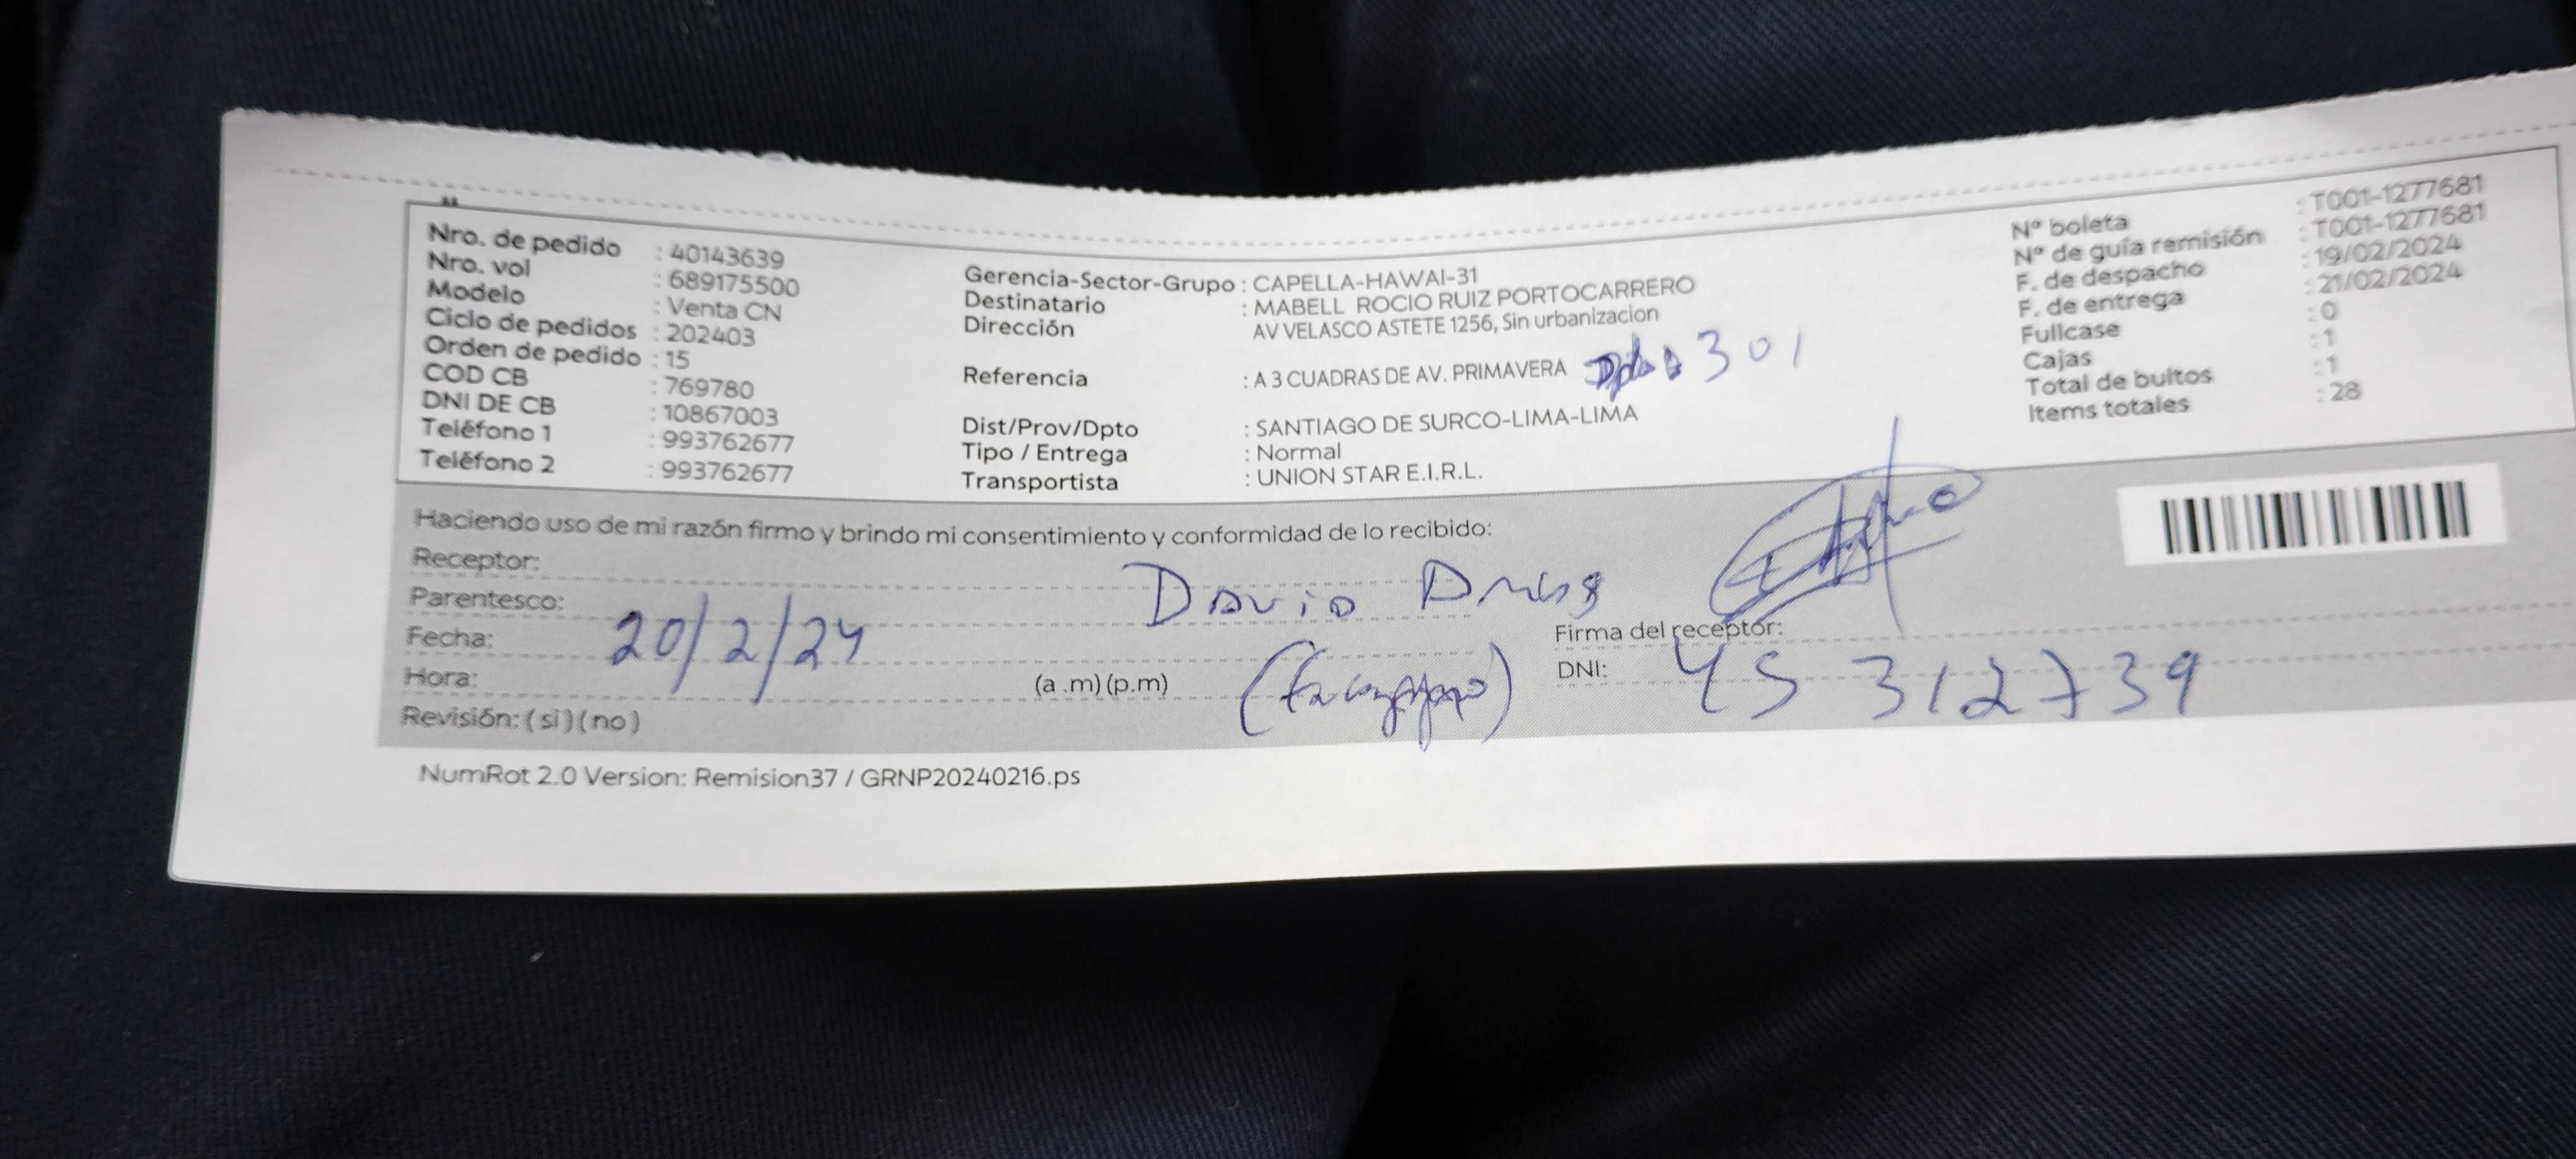 Nro. de pedido : 40143639
Nro. vol : 689175500
Modelo : Venta CN
Ciclo de pedidos : 202403
Orden de pedido : 15
COD CB : 769780
DNI DE CB : 10867003
Teléfono 1 : 993762677
Teléfono 2 : 993762677
Gerencia-Sector-Grupo : CAPELLA-HAWAI-31
Destinatario : MABELL ROCIO RUIZ PORTOCARRERO
Dirección AV VELASCO ASTETE 1256, Sin urbanizacion
Referencia : A 3 CUADRAS DE AV. PRIMAVERA 301
Dist/Prov/Dpto : SANTIAGO DE SURCO-LIMA-LIMA
Tipo / Entrega : Normal
Transportista : UNION STAR E.I.R.L.
Nº boleta : T001-1277681
Nº de guía remisión : T001-1277681
F. de despacho : 19/02/2024
F. de entrega : 21/02/2024
Fullcase : 0
Cajas : 1
Total de bultos : 1
Items totales : 28
Haciendo uso de mi razón firmo y brindo mi consentimiento y conformidad de lo recibido:
Receptor:
Parentesco: David
Fecha: 20/2/24
Firma del receptor:
Hora: (a .m) (p.m)
DNI: 45 312739
Revisión: ( si ) ( no )
NumRot 2.0 Version: Remision37 / GRNP20240216.ps